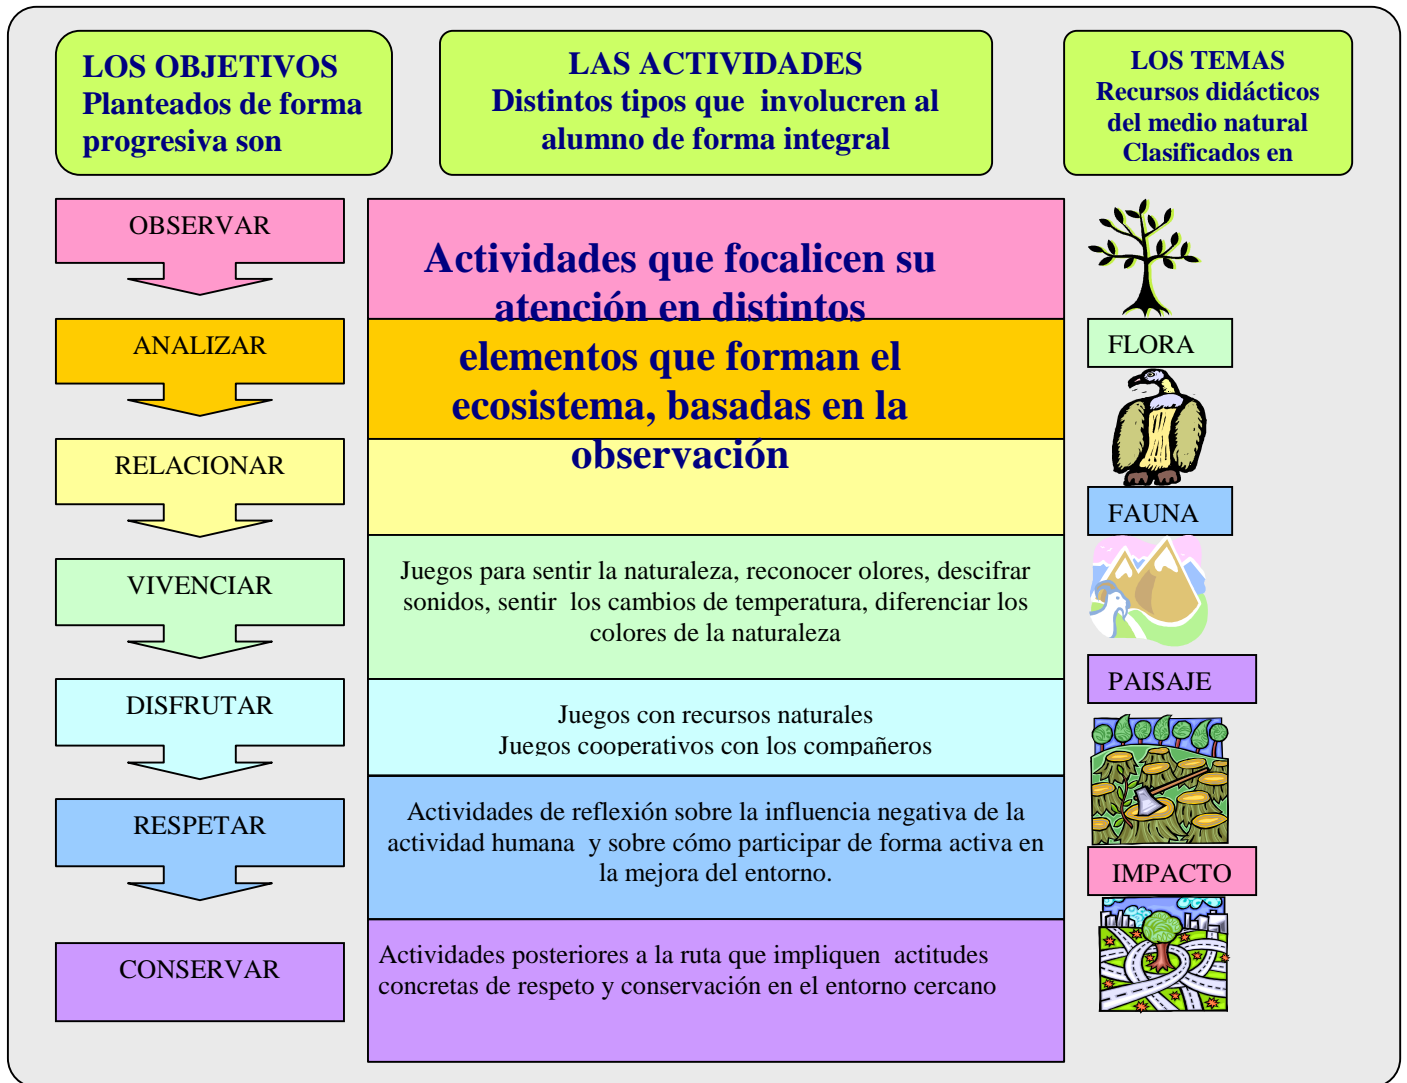 LOS OBJETIVOS
Planteados de forma
progresiva son
LAS ACTIVIDADES
Distintos tipos que involucren al
alumno de forma integral
LOS TEMAS
Recursos didácticos
del medio natural
Clasificados en
OBSERVAR
ANALIZAR
RELACIONAR
VIVENCIAR
DISFRUTAR
RESPETAR
CONSERVAR
Actividades que focalicen su
atención en distintos
elementos que forman el
ecosistema, basadas en la
observación
Juegos para sentir la naturaleza, reconocer olores, descifrar
sonidos, sentir los cambios de temperatura, diferenciar los
colores de la naturaleza
Juegos con recursos naturales
Juegos cooperativos con los compañeros
Actividades de reflexión sobre la influencia negativa de la
actividad humana y sobre cómo participar de forma activa en
la mejora del entorno.
Actividades posteriores a la ruta que impliquen actitudes
concretas de respeto y conservación en el entorno cercano
FLORA
FAUNA
PAISAJE
IMPACTO